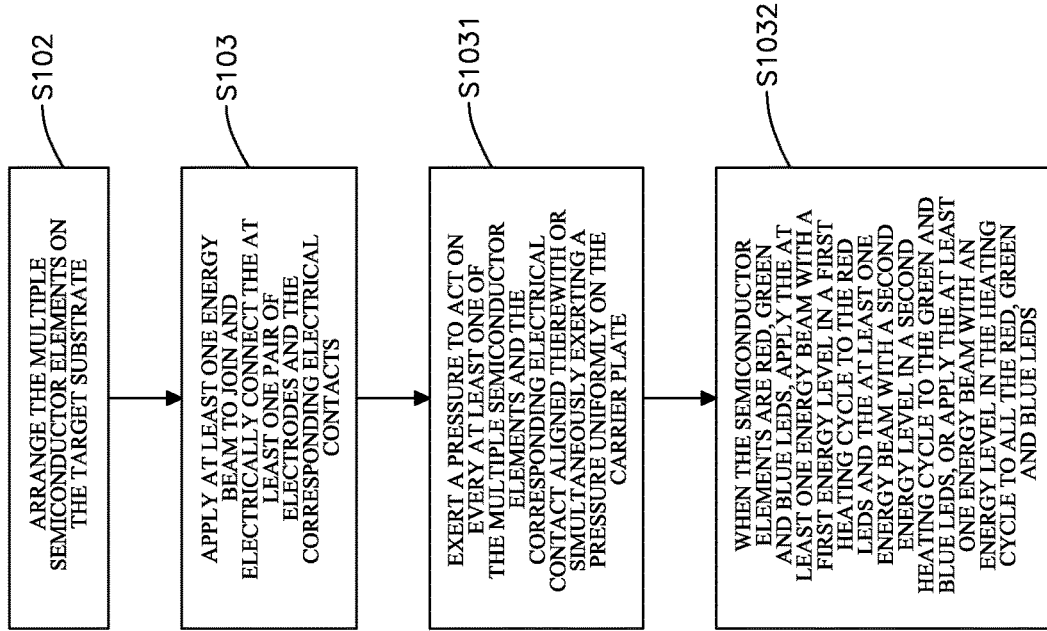 ARRANGE THE MULTIPLE
SEMICONDUCTOR ELEMENTS ON
THE TARGET SUBSTRATE
S102
APPLY AT LEAST ONE ENERGY
BEAM TO JOIN AND
ELECTRICALLY CONNECT THE AT
LEAST ONE PAIR OF
ELECTRODES AND THE
CORRESPONDING ELECTRICAL
CONTACTS
S103
EXERT A PRESSURE TO ACT ON
EVERY AT LEAST ONE OF
THE MULTIPLE SEMICONDUCTOR
ELEMENTS AND THE
CORRESPONDING ELECTRICAL
CONTACT ALIGNED THEREWITH OR
SIMULTANEOUSLY EXERTING A
PRESSURE UNIFORMLY ON THE
CARRIER PLATE
S1031
WHEN THE SEMICONDUCTOR
ELEMENTS ARE RED, GREEN
AND BLUE LEDS, APPLY THE AT
LEAST ONE ENERGY BEAM WITH A
FIRST ENERGY LEVEL IN A FIRST
HEATING CYCLE TO THE RED
LEDS AND THE AT LEAST ONE
ENERGY BEAM WITH A SECOND
ENERGY LEVEL IN A SECOND
HEATING CYCLE TO THE GREEN AND
BLUE LEDS, OR APPLY THE AT LEAST
ONE ENERGY BEAM WITH AN
ENERGY LEVEL IN THE HEATING
CYCLE TO ALL THE RED, GREEN
AND BLUE LEDS
S1032